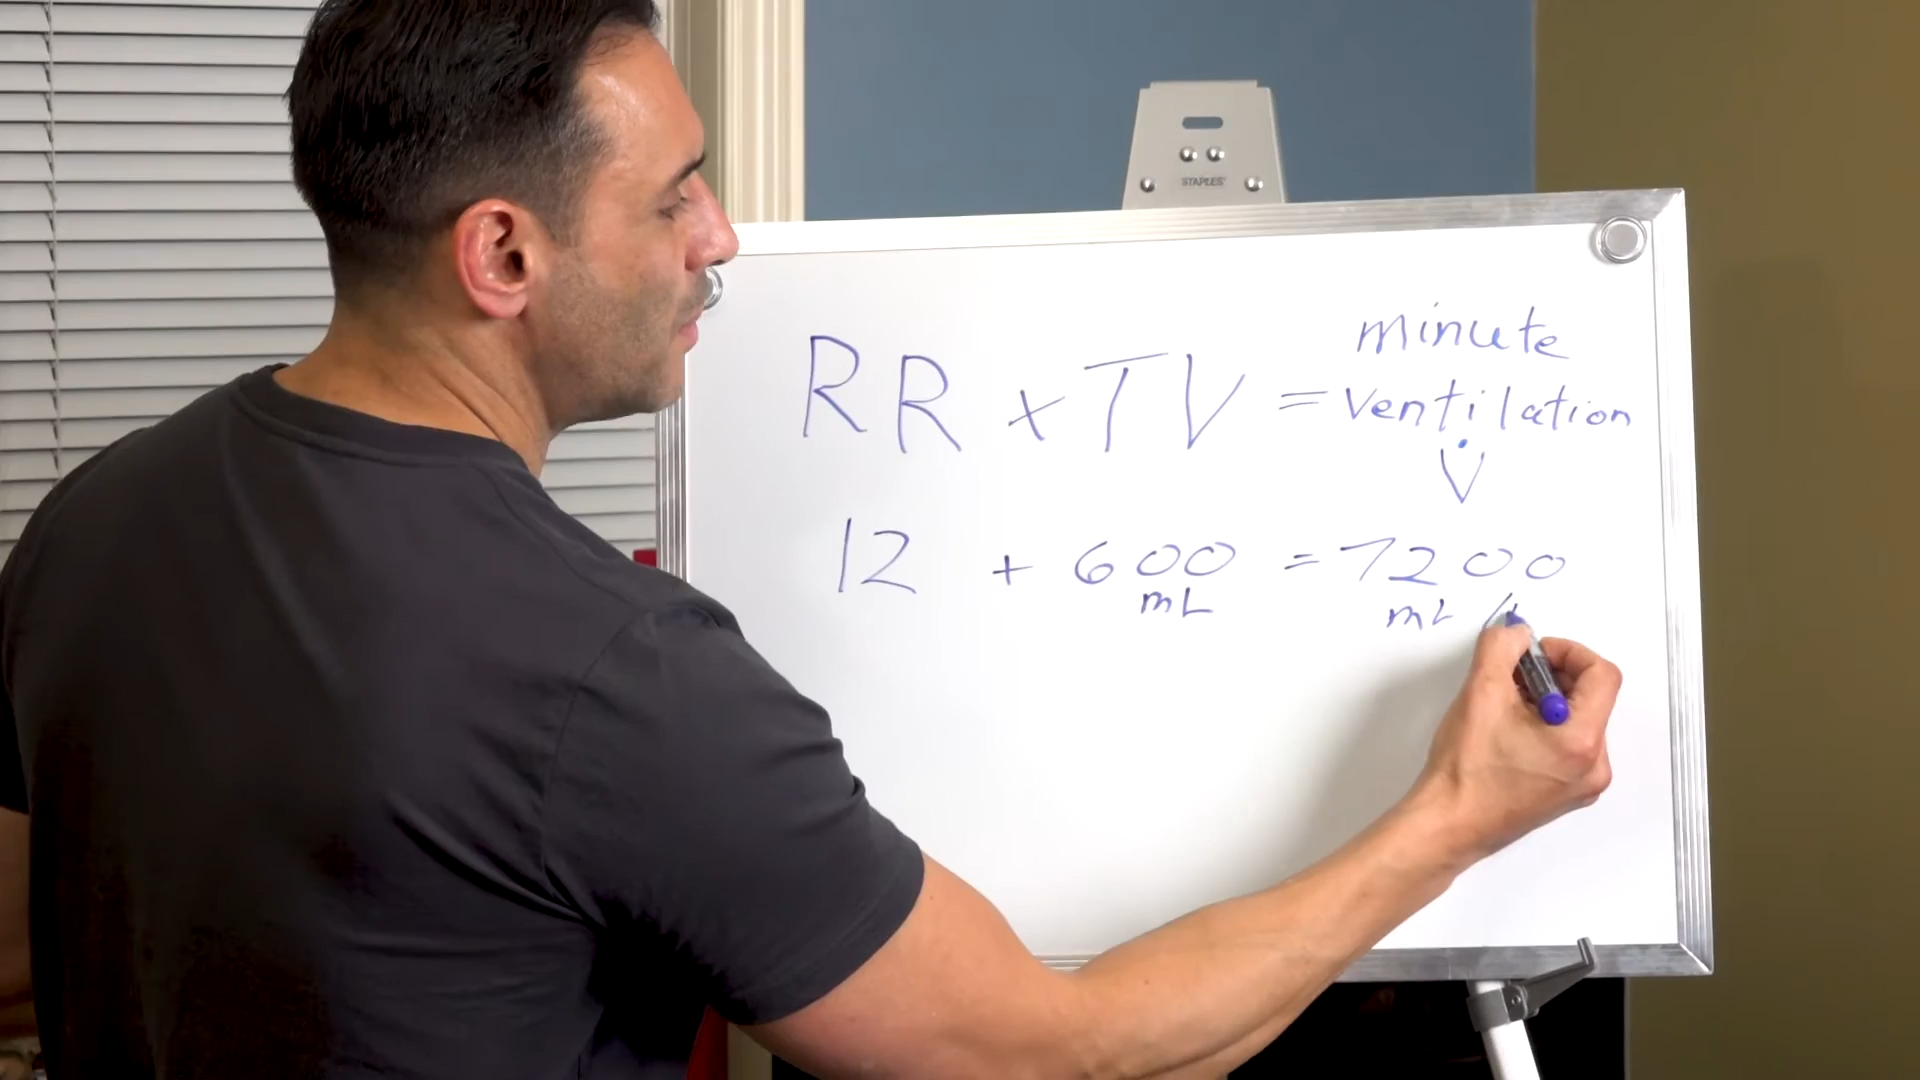 STAPLES
minute
RR x TV = ventilation
V̇
12 + 600 = 7200
mL mL /